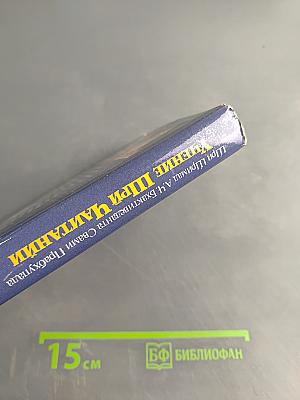 Шри Шримад А.Ч. Бхактиведанта Свами Прабхупада
Учение Шри Чайтаньи
15 см
БФ БИБЛИОФАН